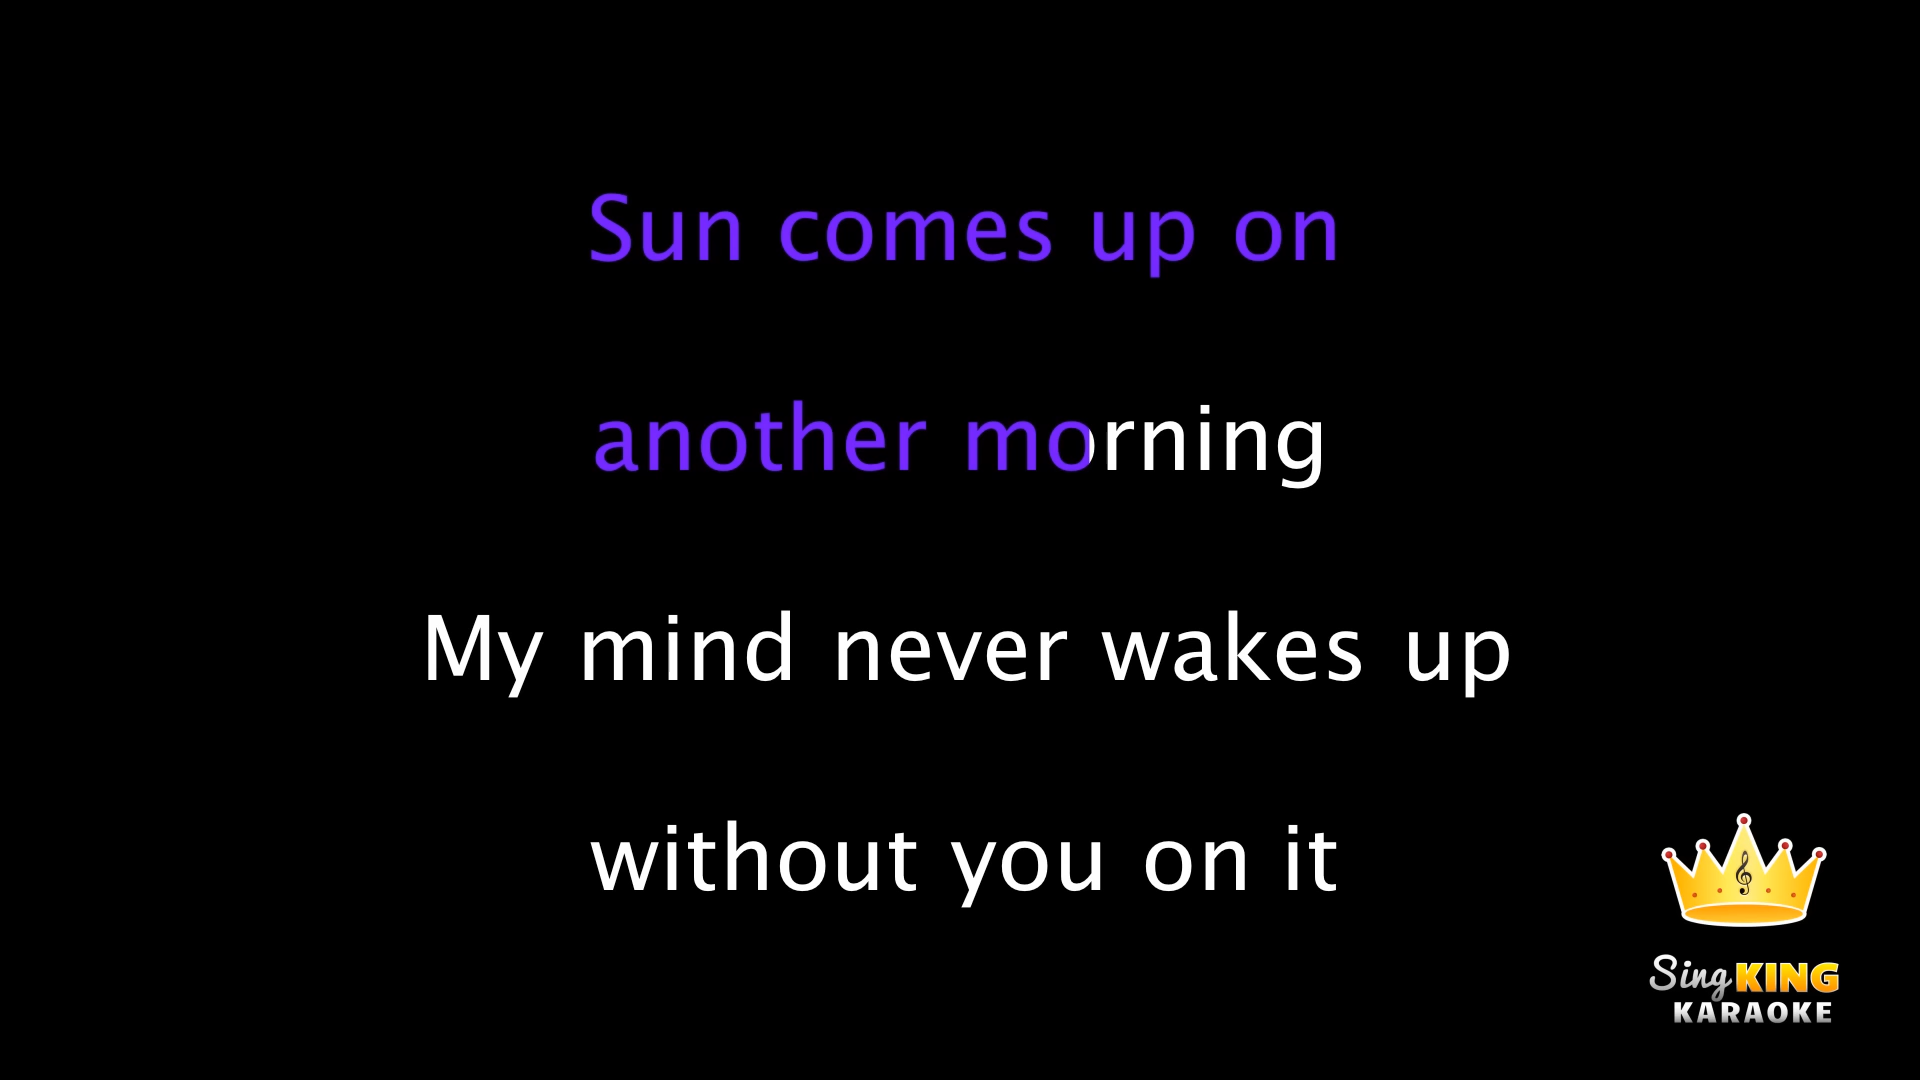 Sun comes up on
another morning
My mind never wakes up
without you on it
Sing KING
KARAOKE